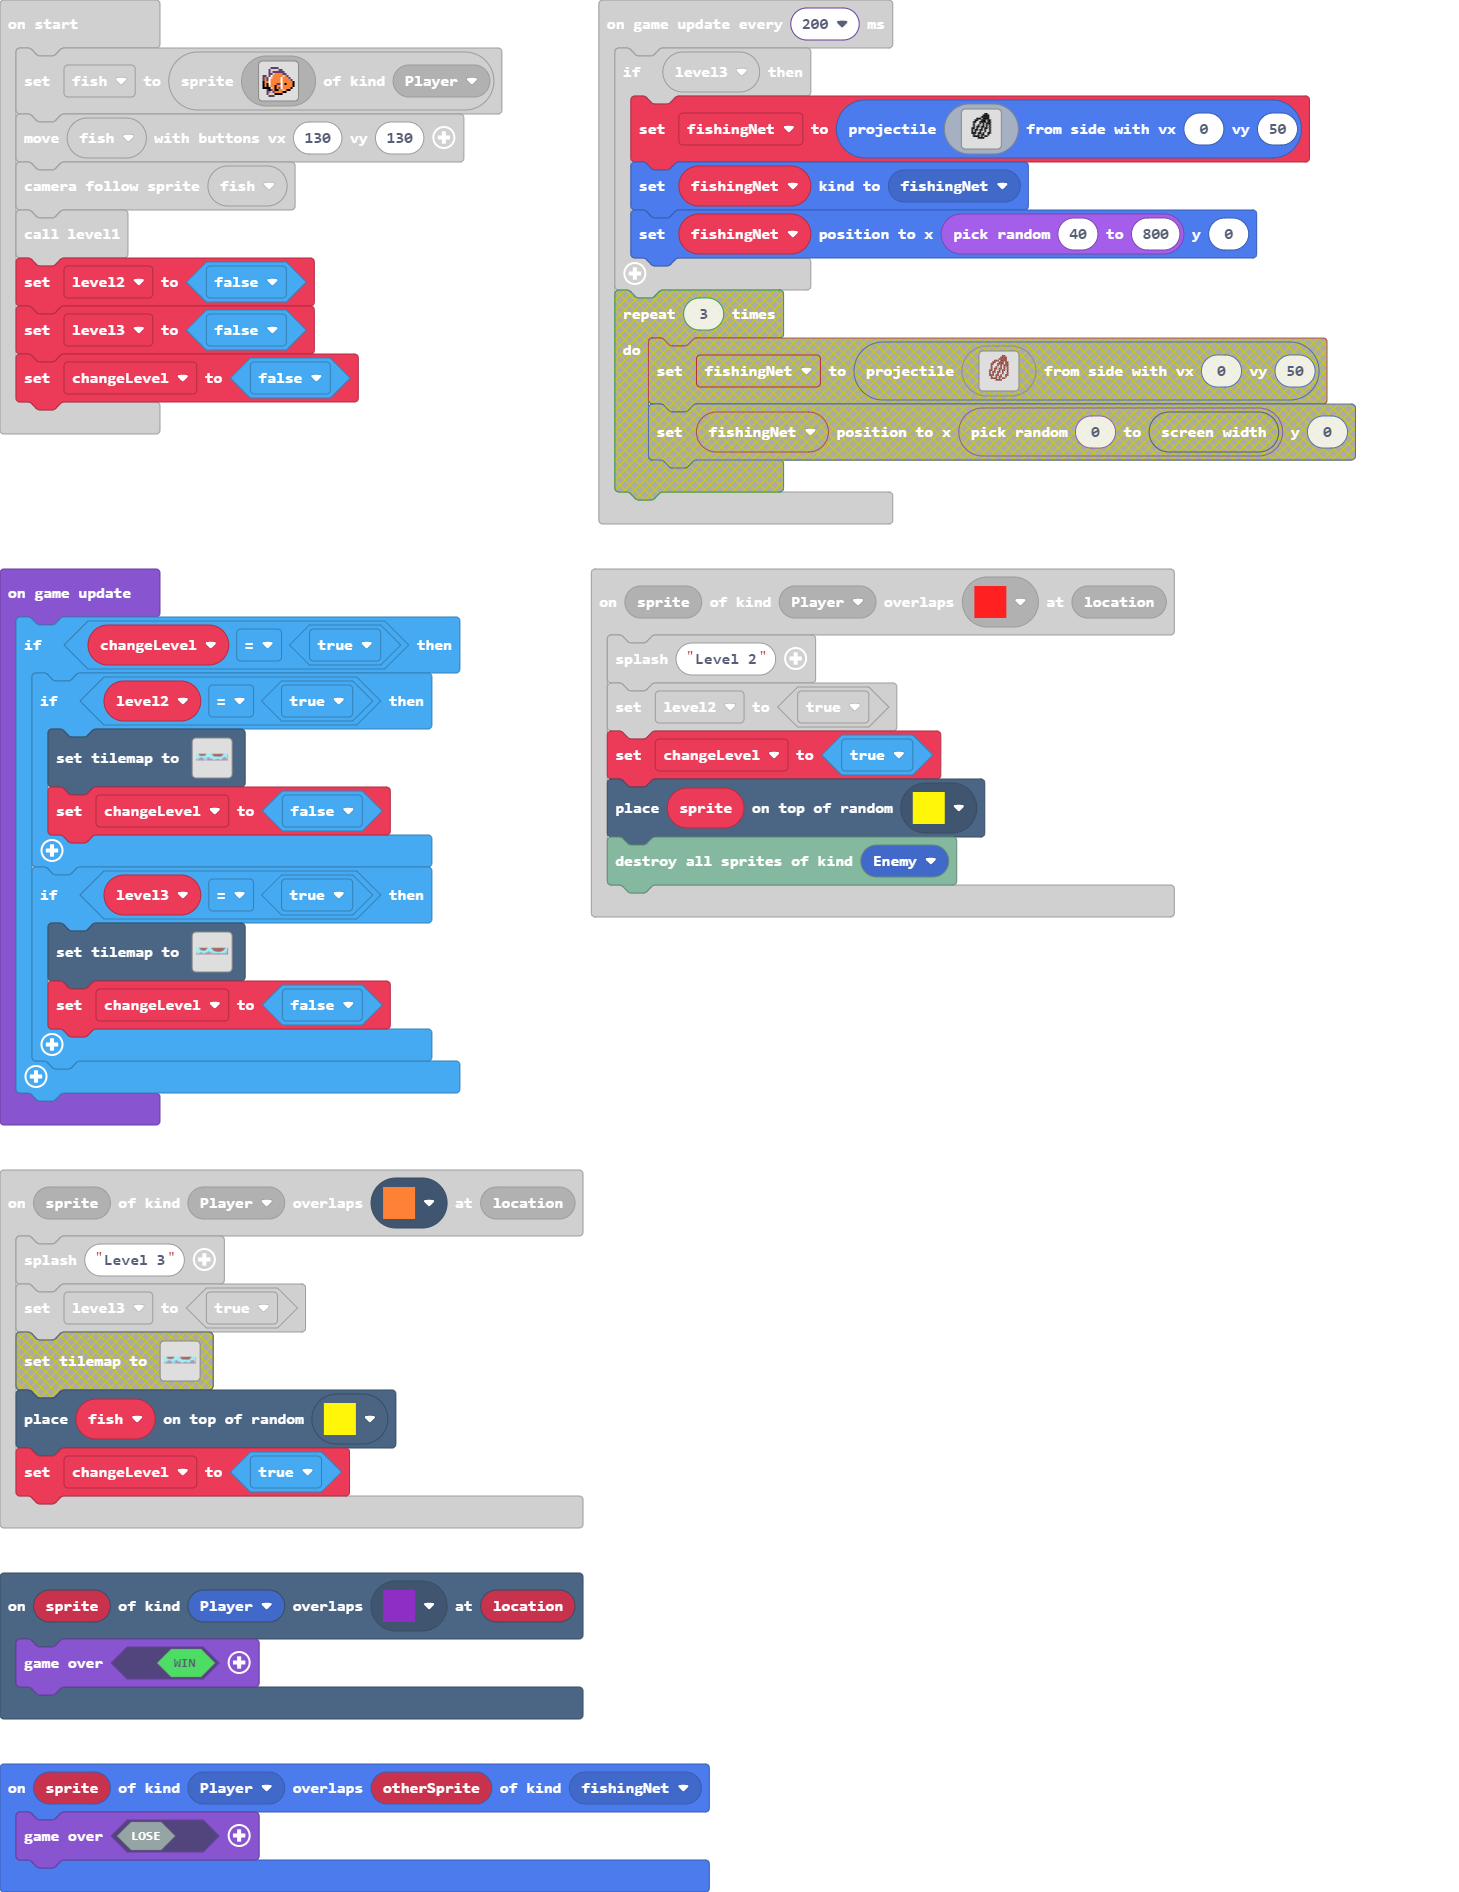 on start
set fish to sprite of kind Player
move fish with buttons vx 130 vy 130
camera follow sprite fish
call level1
set level2 to false
set level3 to false
set changeLevel to false
on game update every 200 ms
if level3 then
set fishingNet to projectile from side with vx 0 vy 50
set fishingNet kind to fishingNet
set fishingNet position to x pick random 40 to 800 y 0
repeat 3 times
do
set fishingNet to projectile from side with vx 0 vy 50
set fishingNet position to x pick random 0 to screen width y 0
on game update
if changeLevel = true then
if level2 = true then
set tilemap to
set changeLevel to false
if level3 = true then
set tilemap to
set changeLevel to false
on sprite of kind Player overlaps at location
splash "Level 2"
set level2 to true
set changeLevel to true
place sprite on top of random
destroy all sprites of kind Enemy
on sprite of kind Player overlaps at location
splash "Level 3"
set level3 to true
set tilemap to
place fish on top of random
set changeLevel to true
on sprite of kind Player overlaps at location
game over WIN
on sprite of kind Player overlaps otherSprite of kind fishingNet
game over LOSE